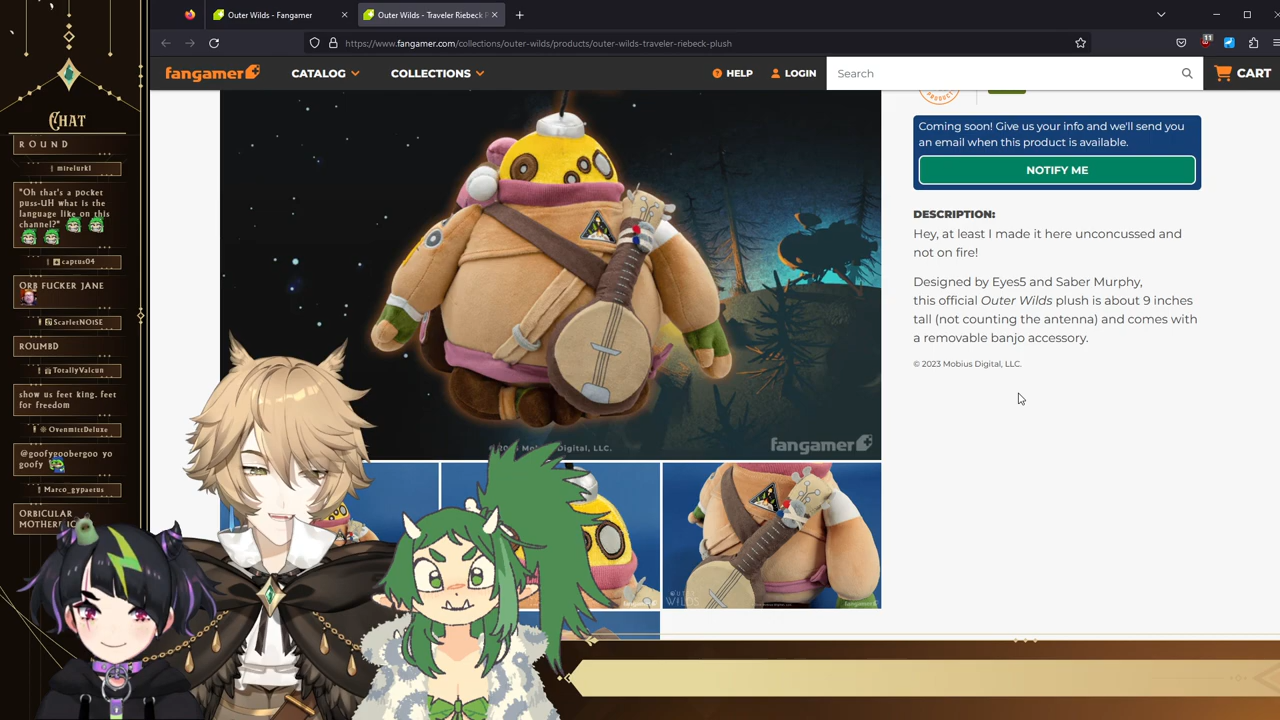 Outer Wilds - Fangamer
Outer Wilds - Traveler Riebeck P
https://www.fangamer.com/collections/outer-wilds/products/outer-wilds-traveler-riebeck-plush
11
fangamer
CATALOG
COLLECTIONS
HELP
LOGIN
Search
CART
CHAT
ROUND
mirelurkl
"Oh that's a pocket
puss-UH what is the
language like on this
channel?"
captus04
ORB FUCKER JANE
ScarletNOiSE
ROUMBD
TotallyValcun
show us feet king. feet
for freedom
OvenmittDeluxe
@goofygoobergoo yo
goofy
Marco_gypaetus
ORBICULAR
Coming soon! Give us your info and we'll send you
an email when this product is available.
NOTIFY ME
DESCRIPTION:
Hey, at least I made it here unconcussed and
not on fire!
Designed by Eyes5 and Saber Murphy,
this official Outer Wilds plush is about 9 inches
tall (not counting the antenna) and comes with
a removable banjo accessory.
© 2023 Mobius Digital, LLC.
fangamer